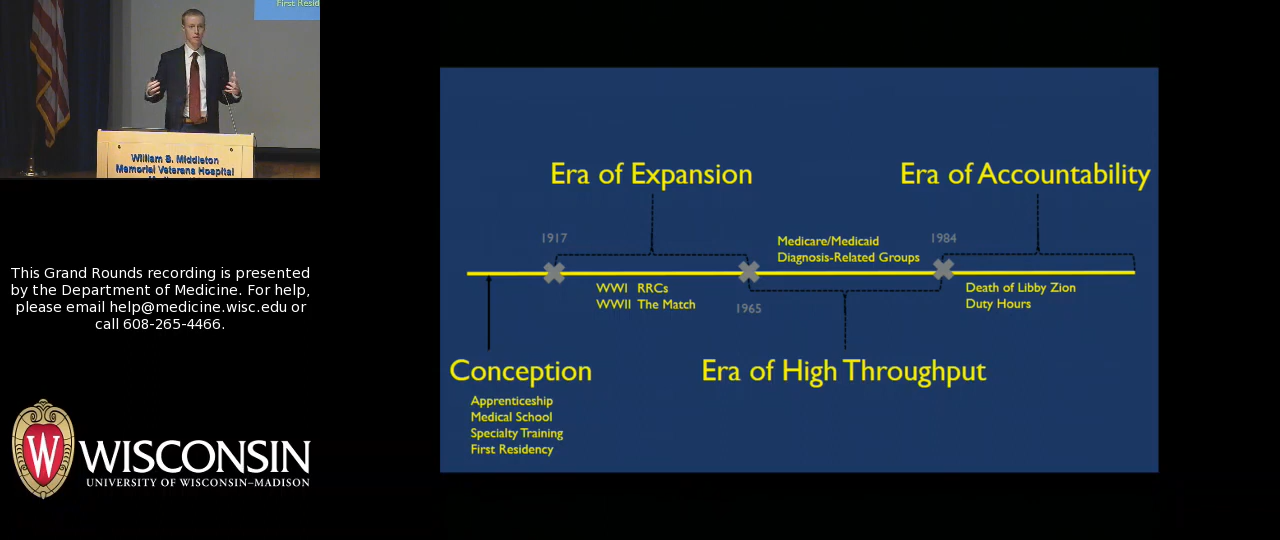 First Resid
William S. Middleton
Memorial Veterans Hospital
This Grand Rounds recording is presented
by the Department of Medicine. For help,
please email help@medicine.wisc.edu or
call 608-265-4466.
W
WISCONSIN
UNIVERSITY OF WISCONSIN–MADISON
Era of Expansion
Era of Accountability
1917
Medicare/Medicaid
Diagnosis-Related Groups
1984
WWI RRCs
WWII The Match
1965
Death of Libby Zion
Duty Hours
Conception
Apprenticeship
Medical School
Specialty Training
First Residency
Era of High Throughput